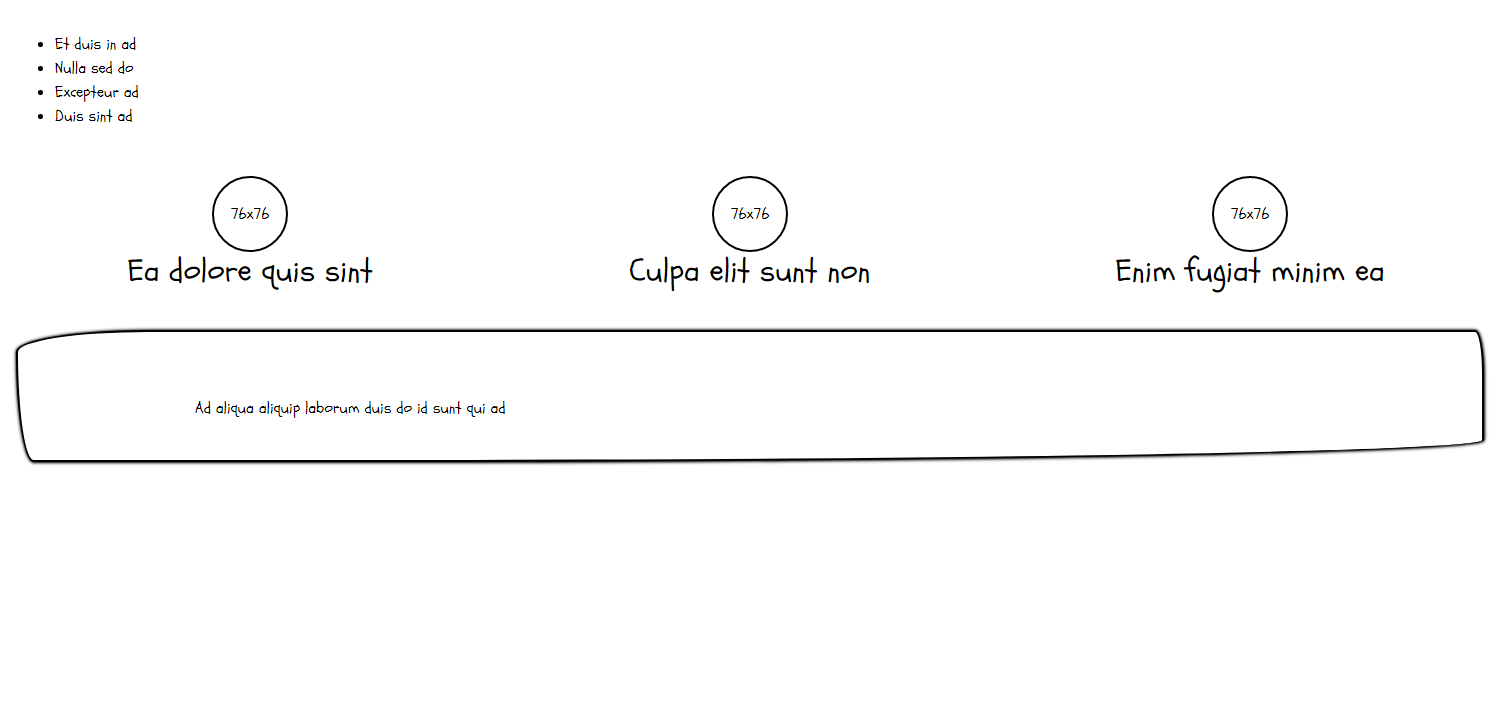 Et duis in ad
Nulla sed do
Excepteur ad
Duis sint ad
76x76
76x76
76x76
Ea dolore quis sint
Culpa elit sunt non
Enim fugiat minim ea
Ad aliqua aliquip laborum duis do id sunt qui ad